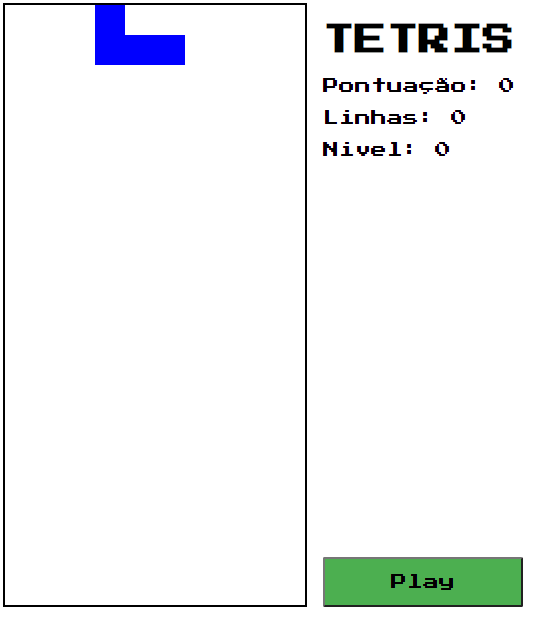 TETRIS
Pontuação: 0
Linhas: 0
Nivel: 0
Play